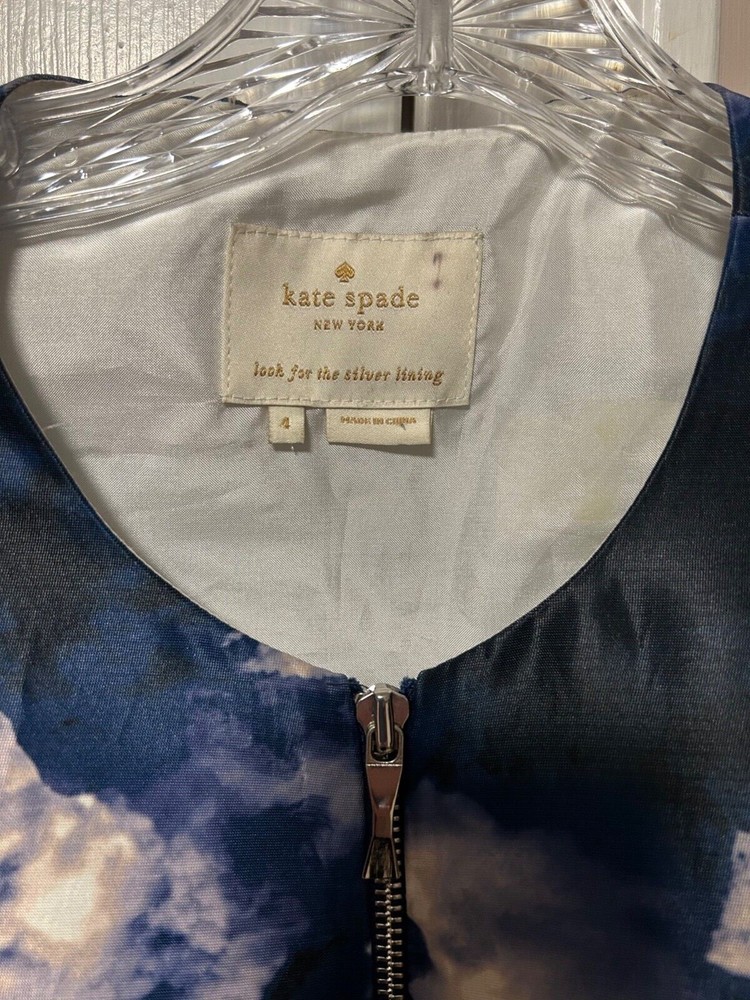 kate spade
NEW YORK
look for the silver lining
4
MADE IN CHINA